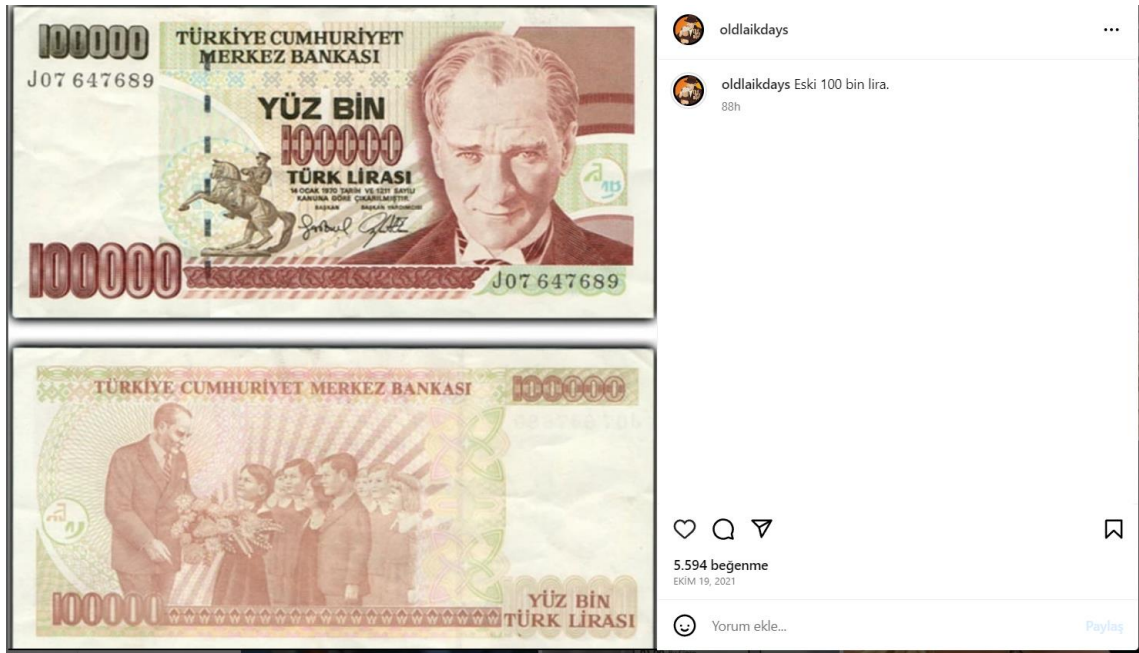 100000
J07 647689
TÜRKİYE CUMHURİYET
MERKEZ BANKASI
YÜZ BİN
100000
TÜRK LİRASI
14 OCAK 1970 TARİH VE 1211 SAYILI
KANUNA GÖRE ÇIKARILMIŞTIR.
BAŞKAN BAŞKAN YARDIMCISI
100000
J07 647689
TÜRKİYE CUMHURİYET MERKEZ BANKASI
100000
100000
YÜZ BİN
TÜRK LİRASI
oldlaikdays
oldlaikdays Eski 100 bin lira.
88h
5.594 beğenme
EKİM 19, 2021
Yorum ekle...
Paylaş